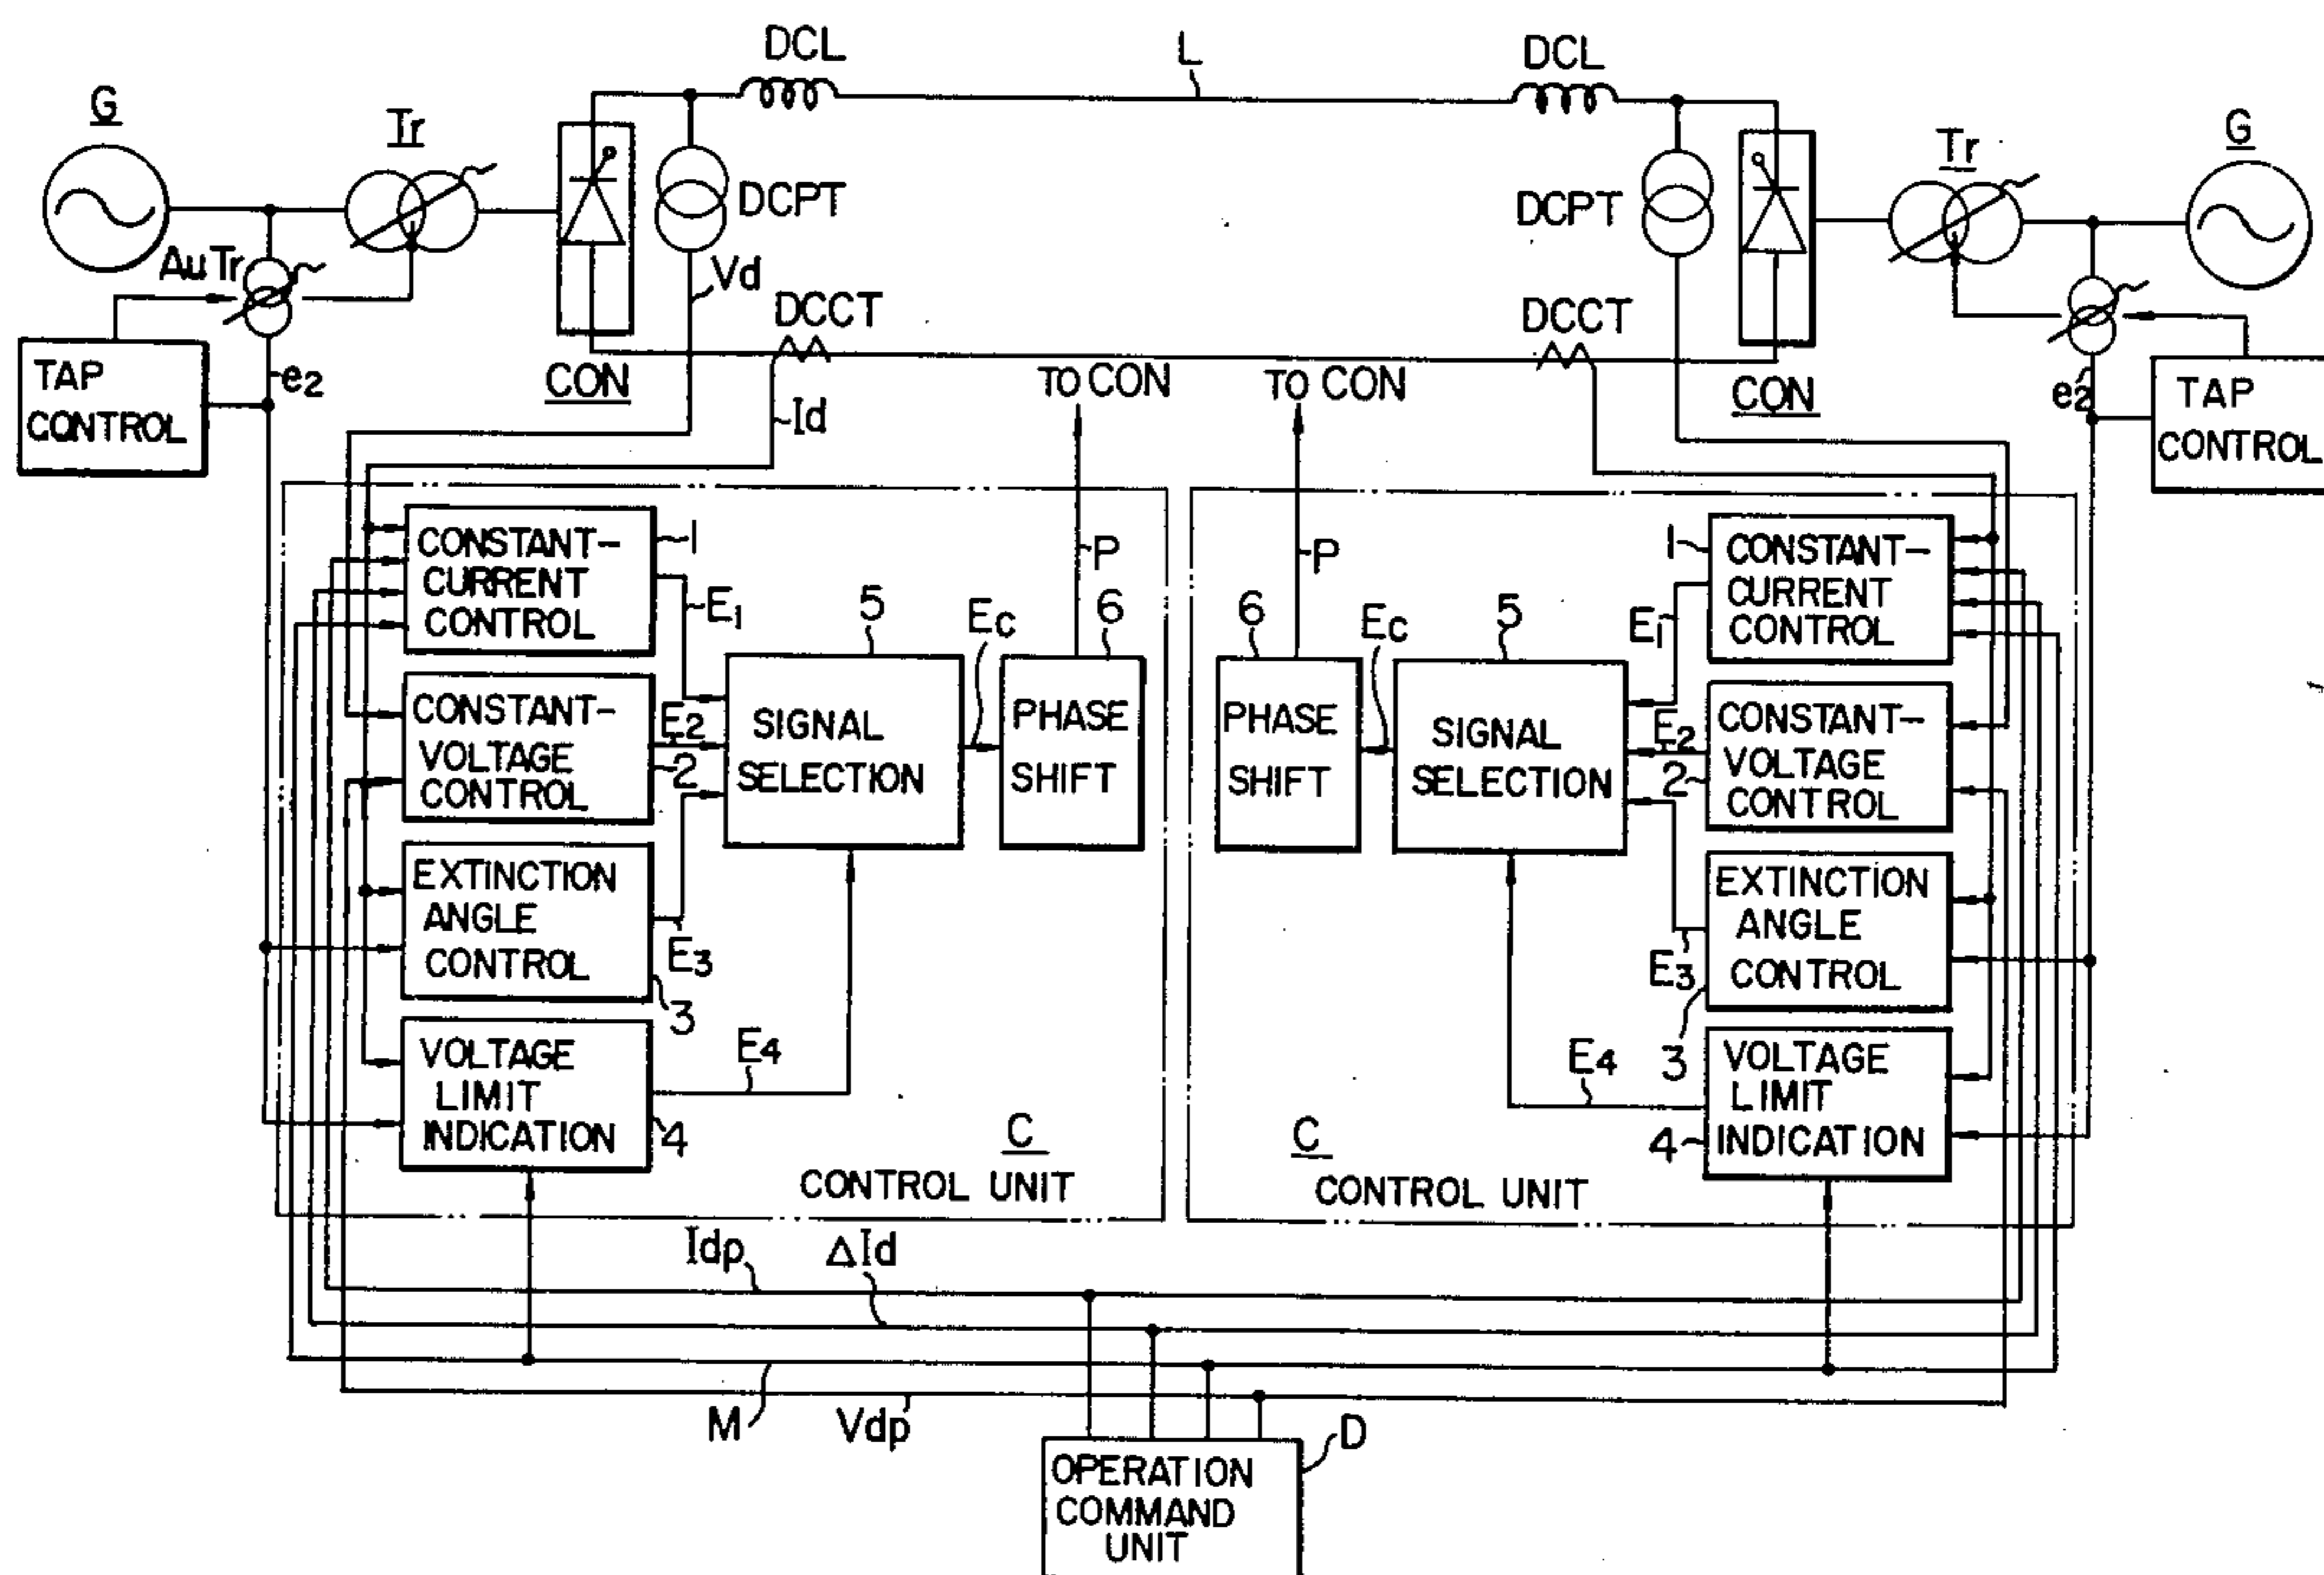 DCL
L
DCL
G
Tr
DCPT
DCPT
Tr
G
AuTr
Vd
DCCT
DCCT
TAP
CONTROL
e2
CON
TO CON
TO CON
CON
e2
TAP
CONTROL
Id
CONSTANT-
CURRENT
CONTROL
1
E1
P
P
1
E1
CONSTANT-
CURRENT
CONTROL
5
Ec
6
6
Ec
5
CONSTANT-
VOLTAGE
CONTROL
E2
2
SIGNAL
SELECTION
PHASE
SHIFT
PHASE
SHIFT
SIGNAL
SELECTION
E2
2
CONSTANT-
VOLTAGE
CONTROL
EXTINCTION
ANGLE
CONTROL
E3
3
E3
3
EXTINCTION
ANGLE
CONTROL
VOLTAGE
LIMIT
INDICATION
4
E4
E4
4
VOLTAGE
LIMIT
INDICATION
C
CONTROL UNIT
C
CONTROL UNIT
Idp
ΔId
M
Vdp
D
OPERATION
COMMAND
UNIT